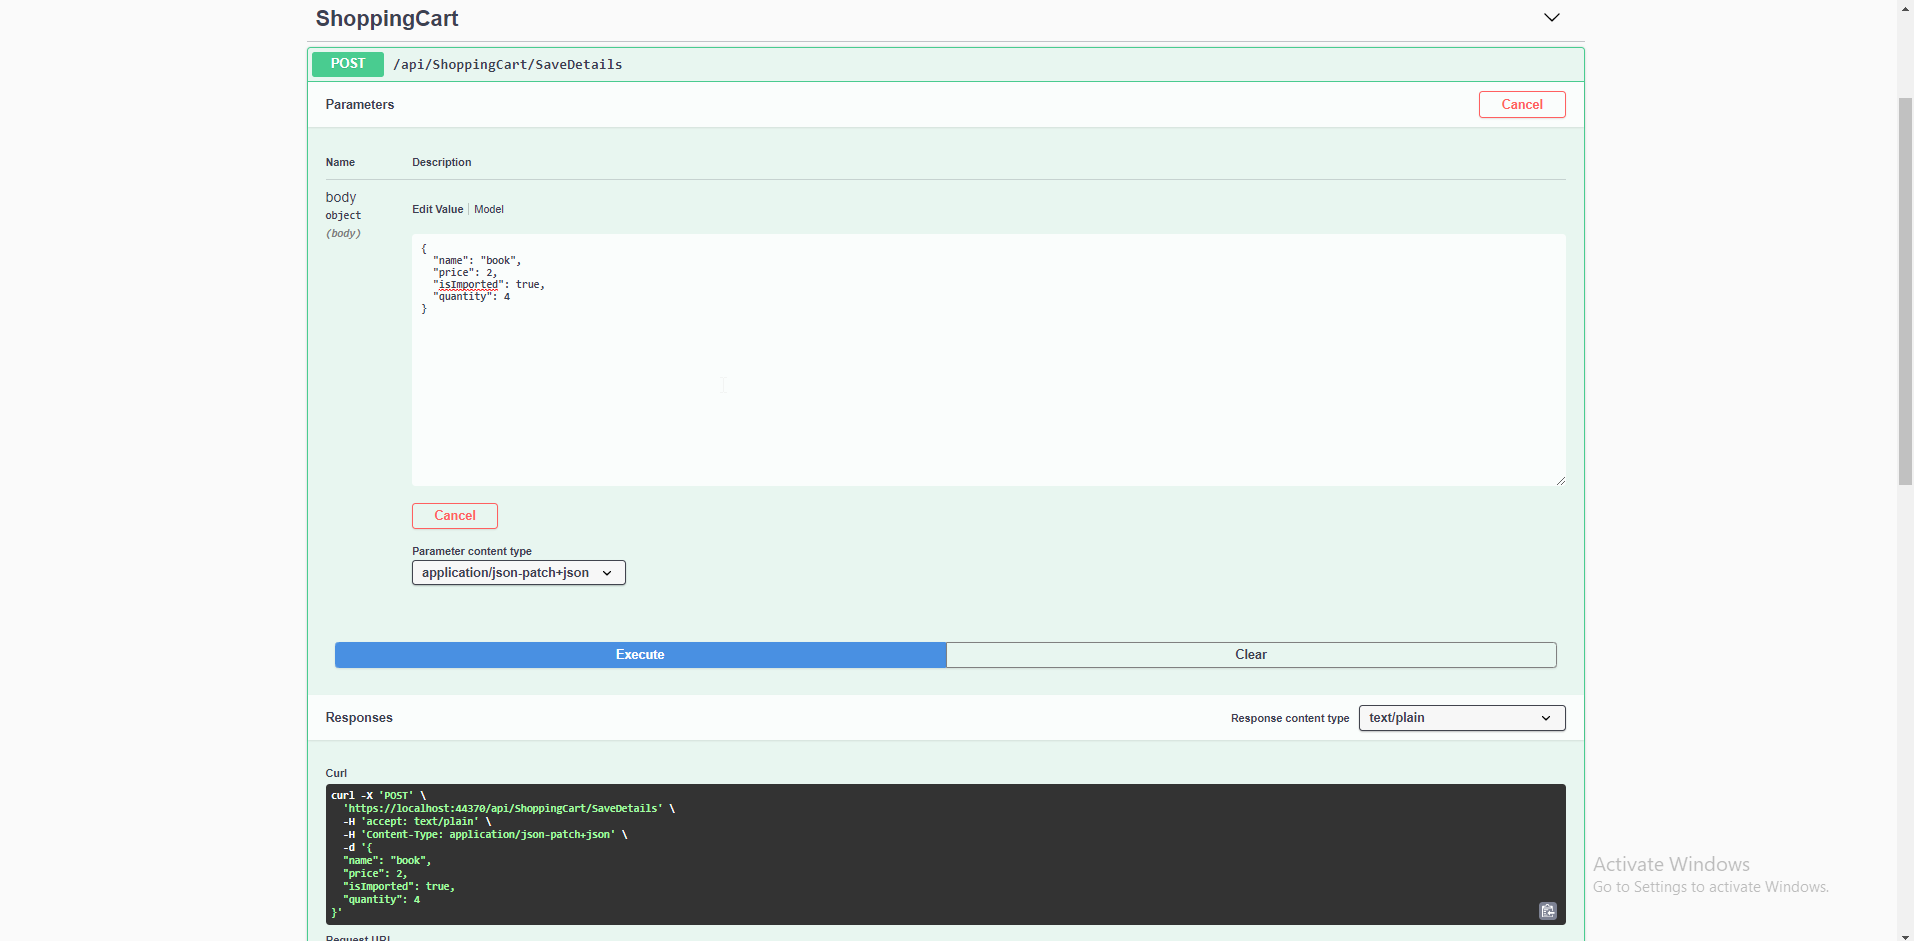 ShoppingCart
POST /api/ShoppingCart/SaveDetails
Parameters
Cancel
Name Description
body
object
(body)
Edit Value Model
{
"name": "book",
"price": 2,
"isImported": true,
"quantity": 4
}
Cancel
Parameter content type
application/json-patch+json
Execute Clear
Responses
Response content type text/plain
Curl
curl -X 'POST' \
'https://localhost:44370/api/ShoppingCart/SaveDetails' \
-H 'accept: text/plain' \
-H 'Content-Type: application/json-patch+json' \
-d '{
"name": "book",
"price": 2,
"isImported": true,
"quantity": 4
}'
Request URL
Activate Windows
Go to Settings to activate Windows.